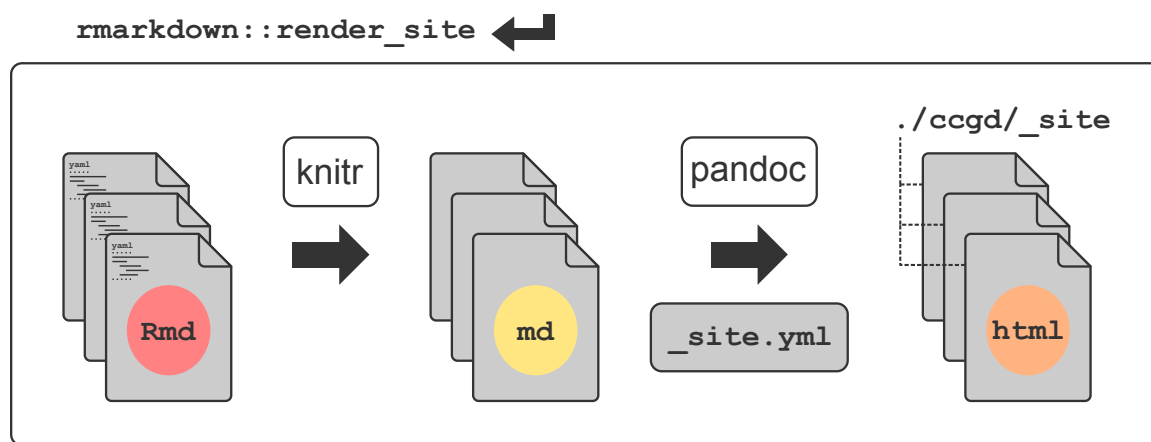 rmarkdown::render_site
./ccgd/_site
knitr
pandoc
yaml
yaml
yaml
Rmd
md
_site.yml
html